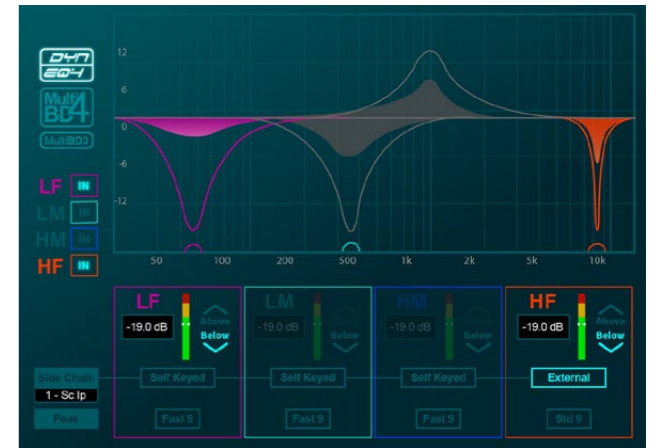 DYN
EQ4
Multi
BD4
MultiBD3
LF IN
LM IN
HM IN
HF IN
12
6
0
-6
-12
50 100 200 500 1k 2k 5k 10k
LF LM HM HF
-19.0 dB Above Below
-19.0 dB Above Below
-19.0 dB Above Below
-19.0 dB Above Below
Side Chain Self Keyed Self Keyed Self Keyed External
1 - Sc Ip
Peak Fast 9 Fast 9 Fast 9 Std 9